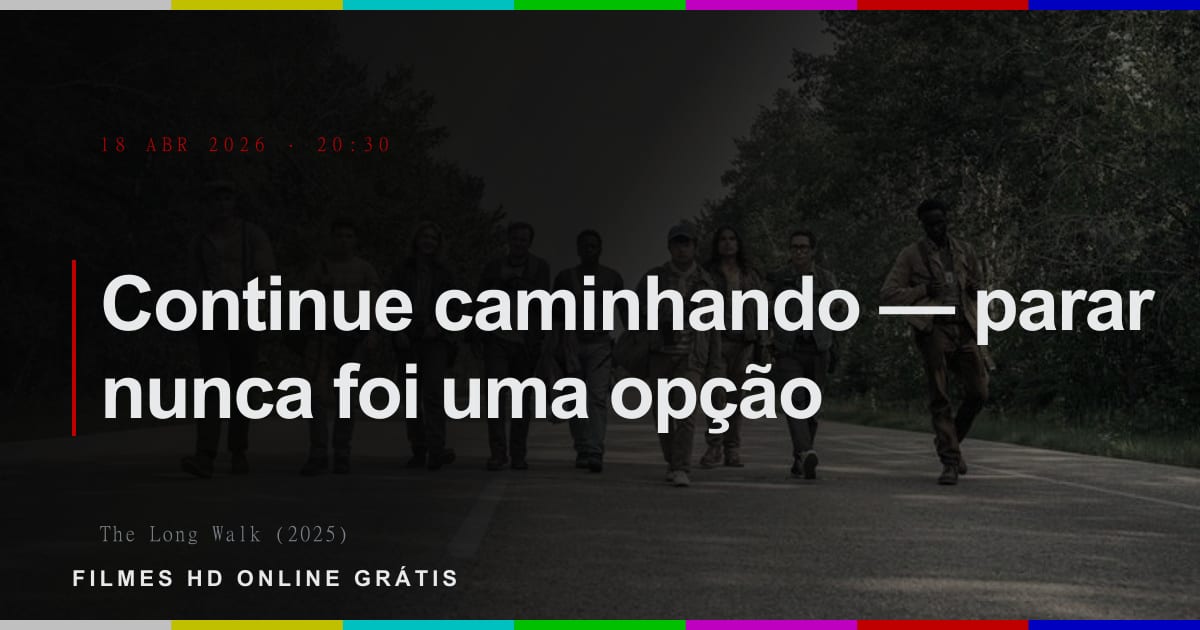 18 ABR 2026 · 20:30
Continue caminhando — parar
nunca foi uma opção
The Long Walk (2025)
FILMES HD ONLINE GRÁTIS